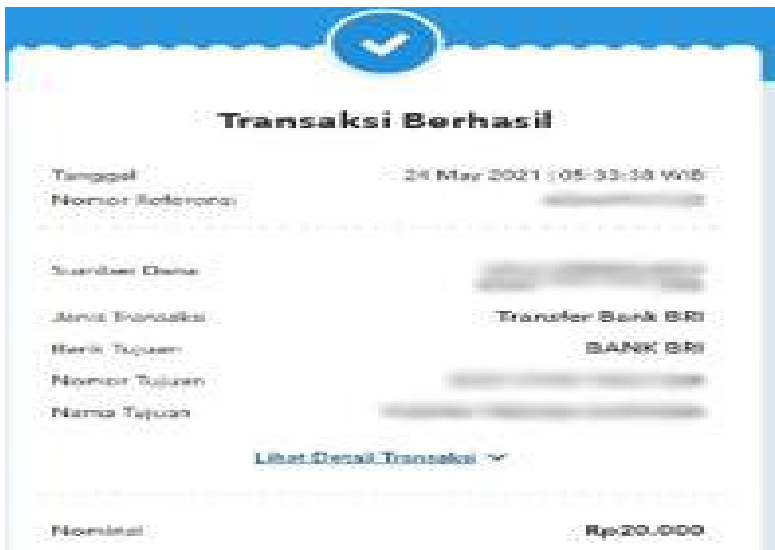 Transaksi Berhasil
Tanggal 24 May 2021 | 05:33:38 WIB
Nomor Referensi
Sumber Dana
Jenis Transaksi Transfer Bank BRI
Bank Tujuan BANK BRI
Nomor Tujuan
Nama Tujuan
Lihat Detail Transaksi
Nominal Rp20.000